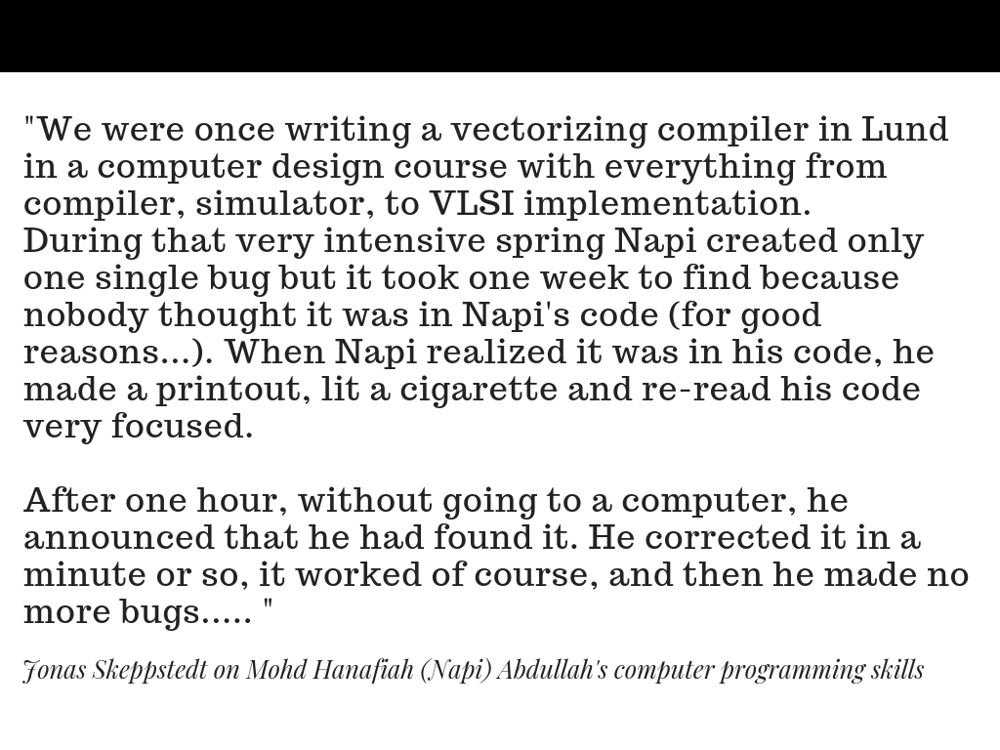 "We were once writing a vectorizing compiler in Lund
in a computer design course with everything from
compiler, simulator, to VLSI implementation.
During that very intensive spring Napi created only
one single bug but it took one week to find because
nobody thought it was in Napi's code (for good
reasons...). When Napi realized it was in his code, he
made a printout, lit a cigarette and re-read his code
very focused.
After one hour, without going to a computer, he
announced that he had found it. He corrected it in a
minute or so, it worked of course, and then he made no
more bugs..... "
Jonas Skeppstedt on Mohd Hanafiah (Napi) Abdullah's computer programming skills